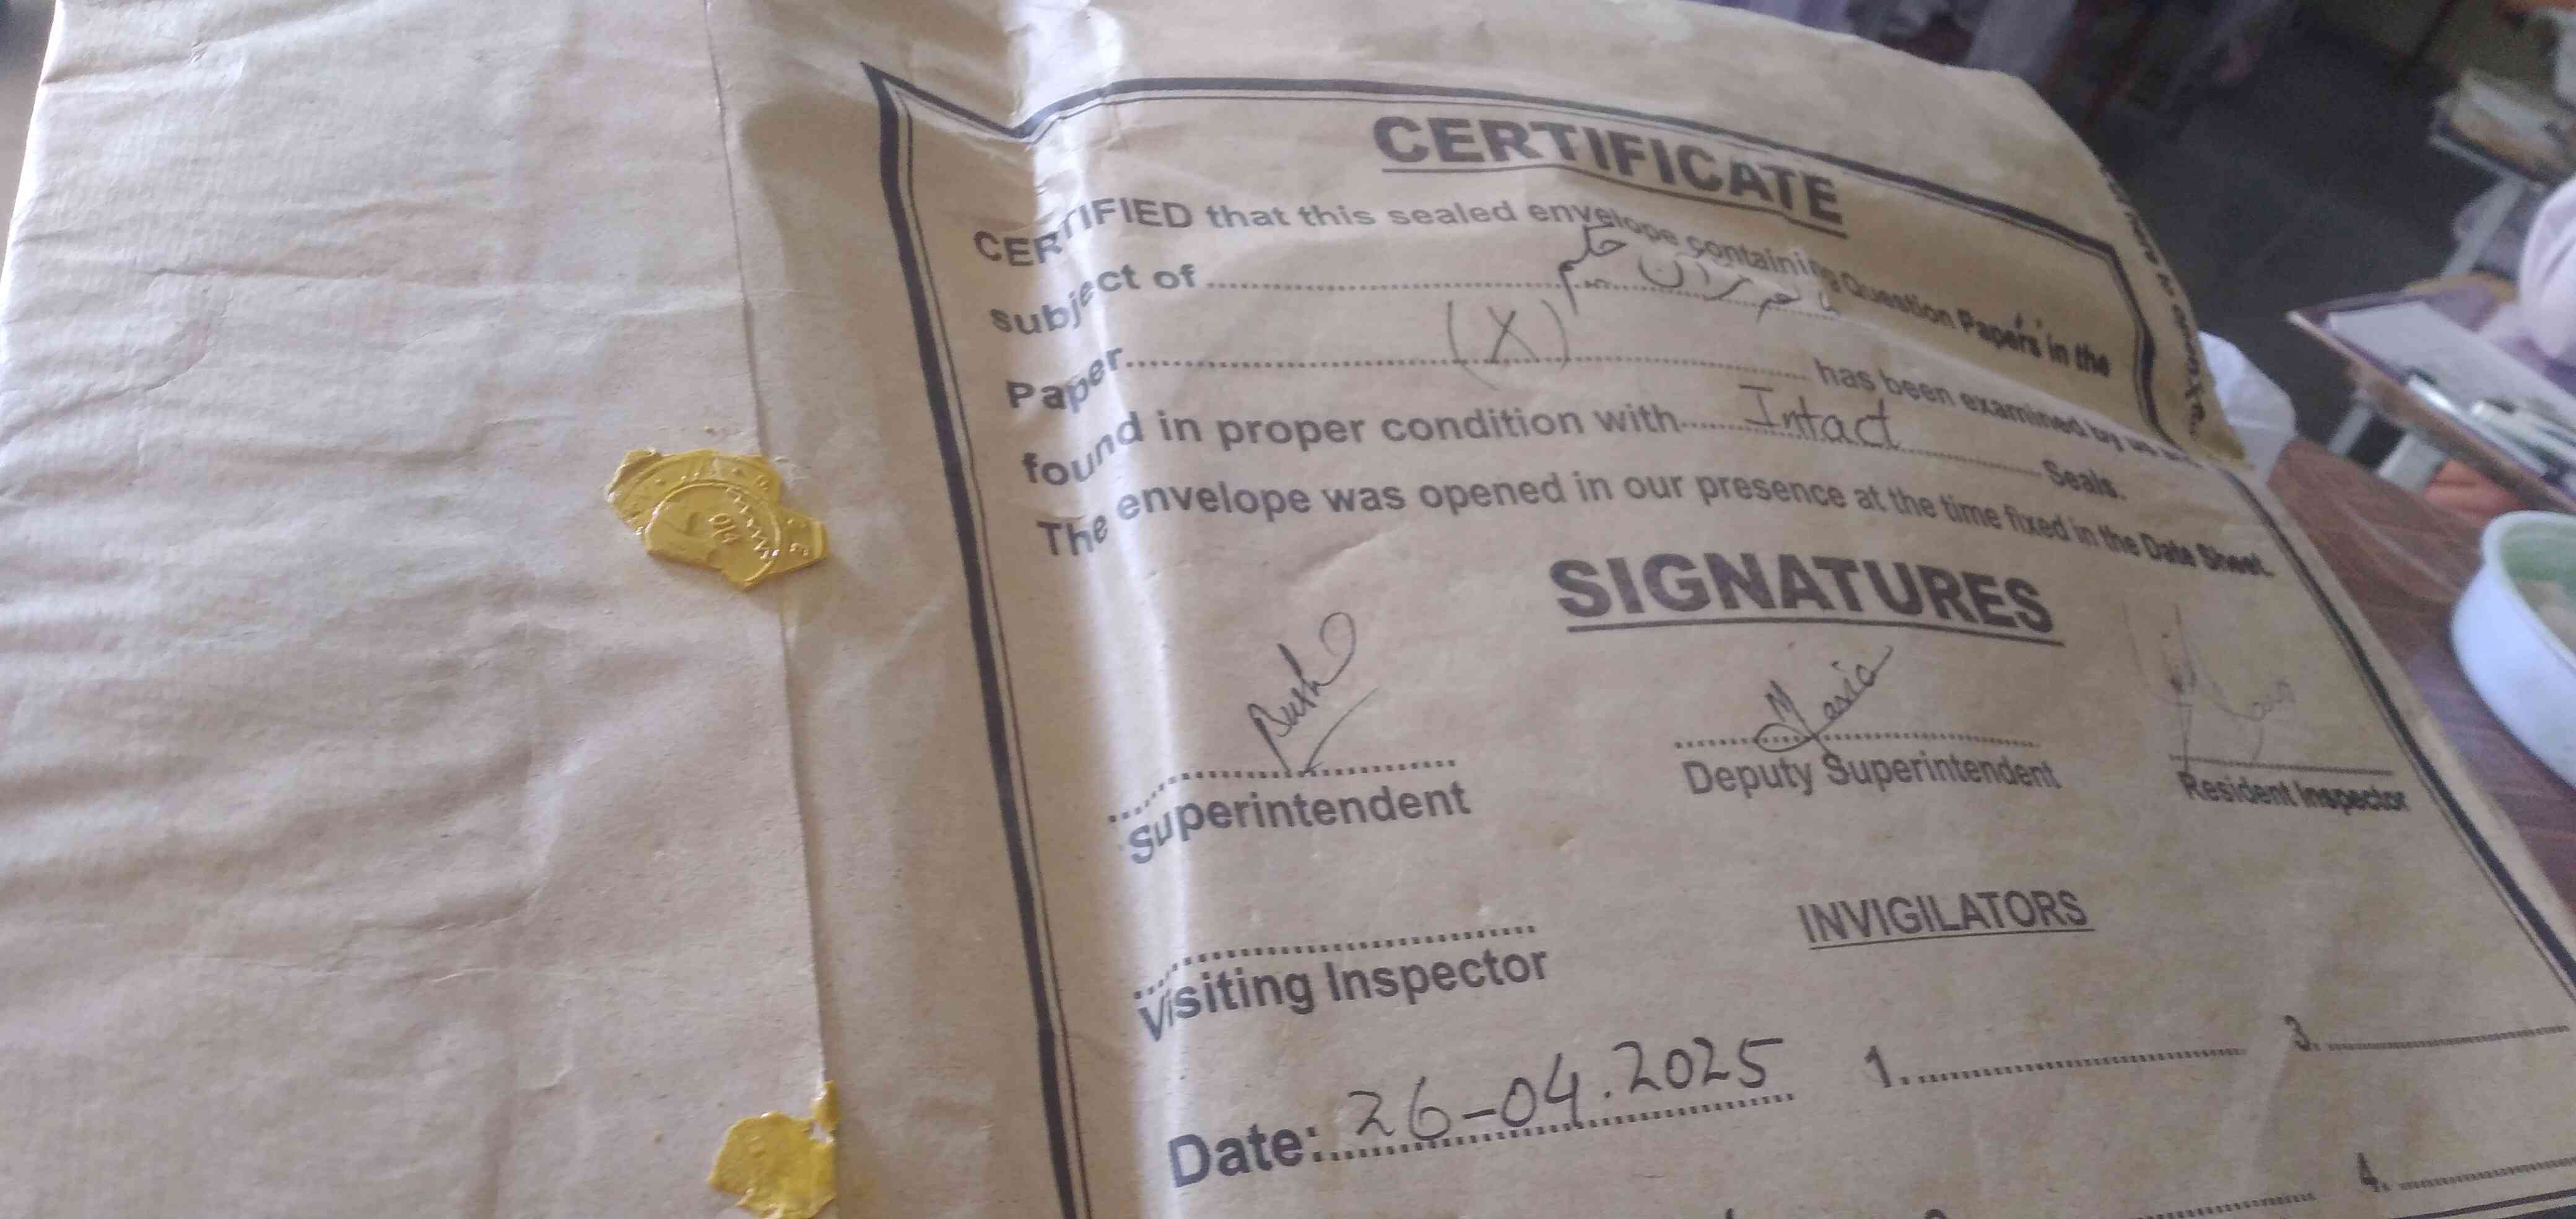 CERTIFICATE
CERTIFIED that this sealed envelope containing Question Papers in the
subject of
Paper (X) has been examined by us
found in proper condition with Intact Seals.
The envelope was opened in our presence at the time fixed in the Date Sheet.
SIGNATURES
Superintendent
Deputy Superintendent
Resident Inspector
Visiting Inspector
INVIGILATORS
Date: 26-04.2025
1.
3.
4.